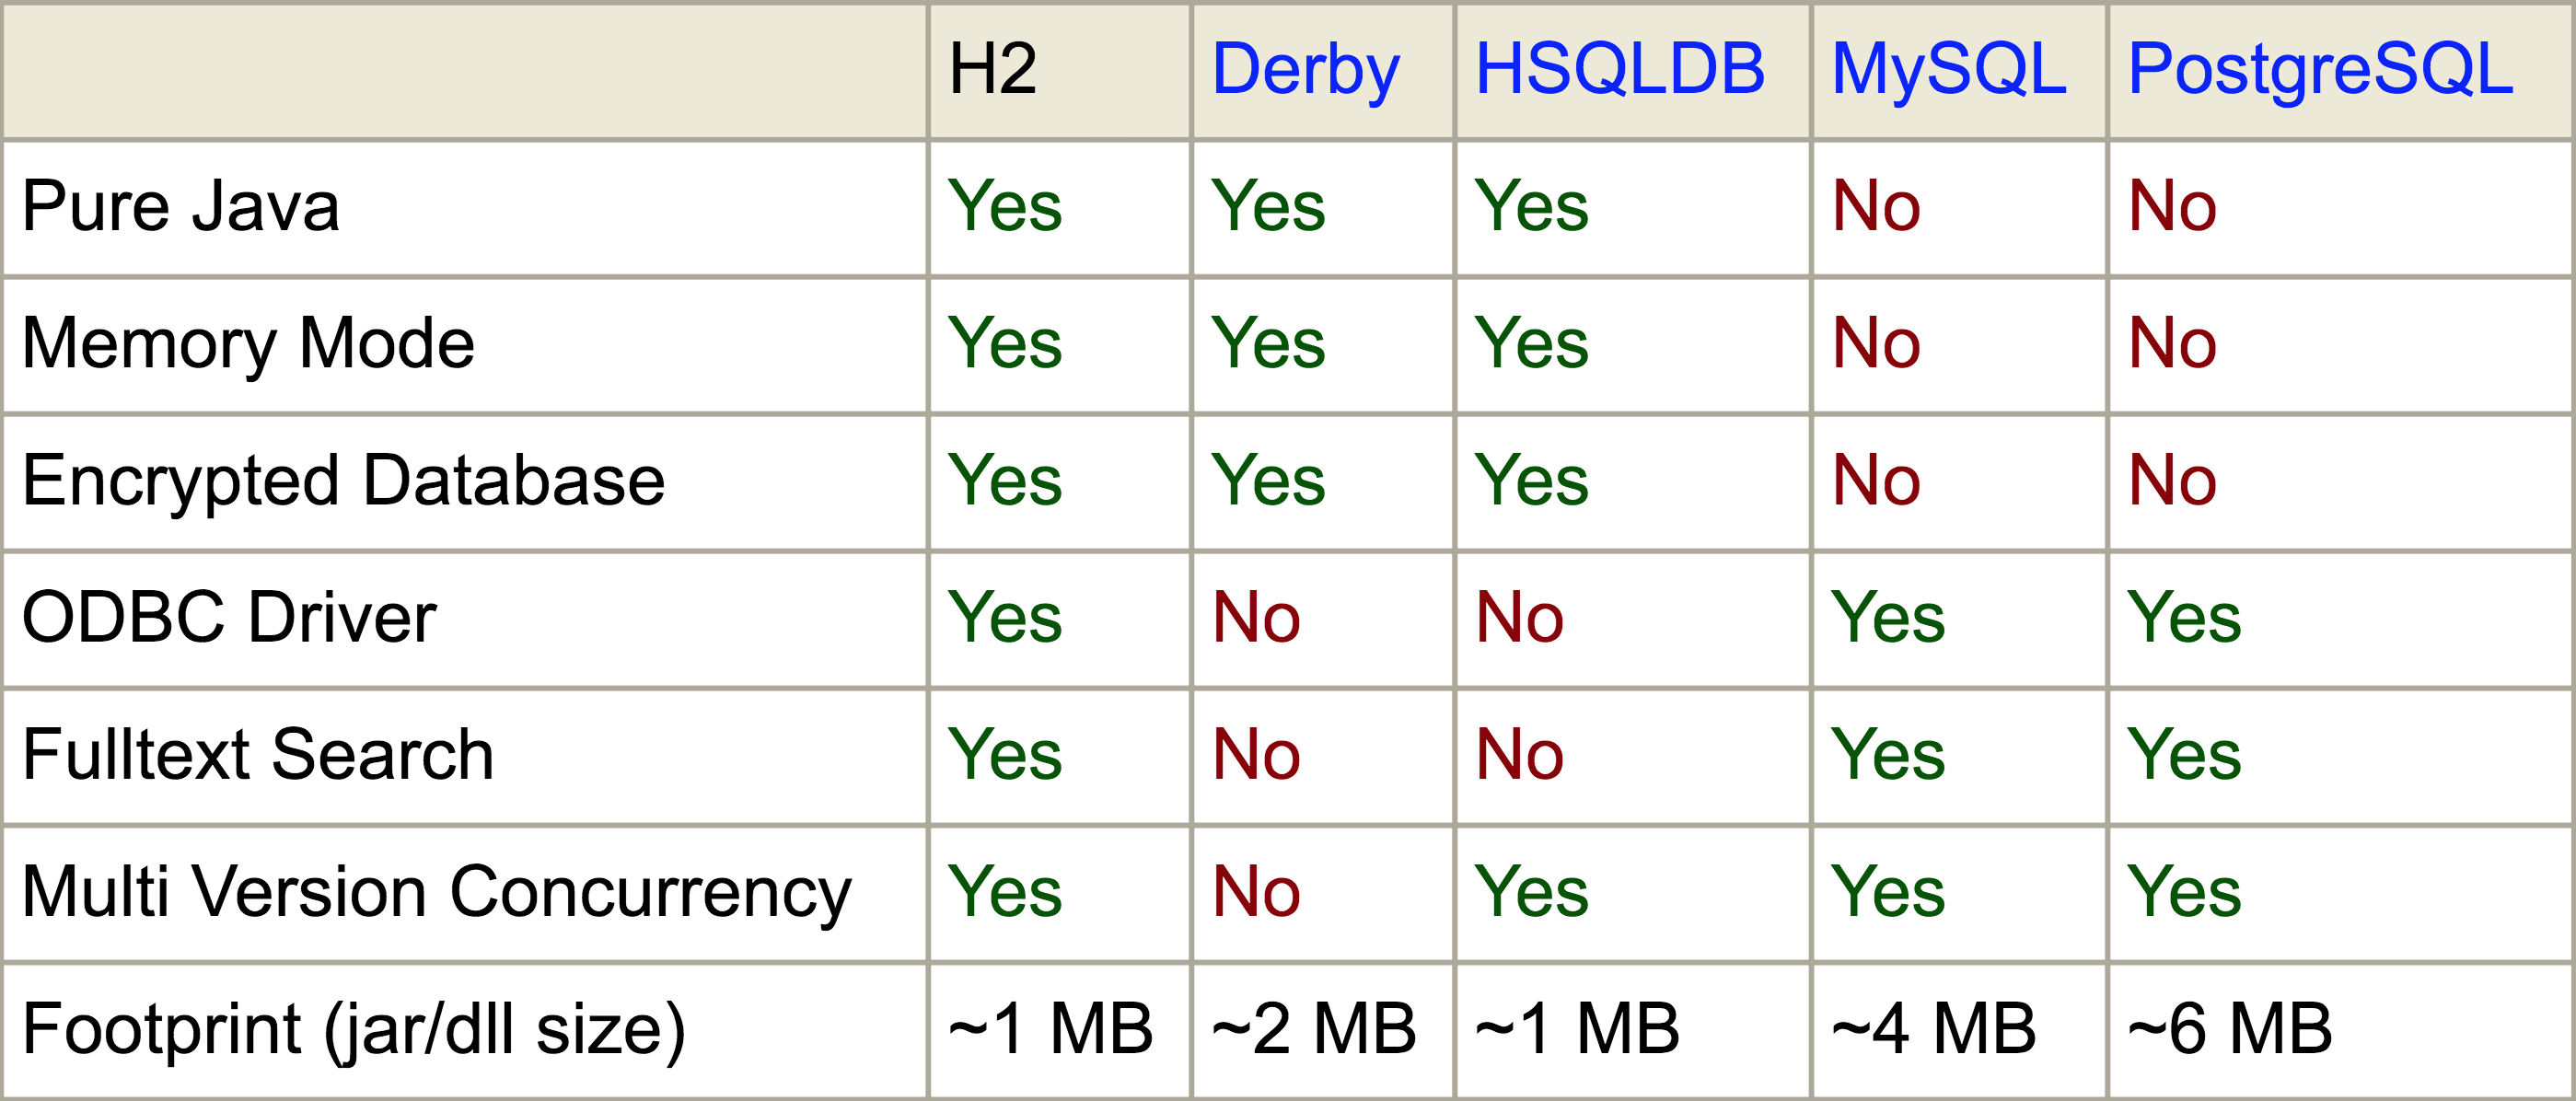 H2 Derby HSQLDB MySQL PostgreSQL
Pure Java Yes Yes Yes No No
Memory Mode Yes Yes Yes No No
Encrypted Database Yes Yes Yes No No
ODBC Driver Yes No No Yes Yes
Fulltext Search Yes No No Yes Yes
Multi Version Concurrency Yes No Yes Yes Yes
Footprint (jar/dll size) ~1 MB ~2 MB ~1 MB ~4 MB ~6 MB